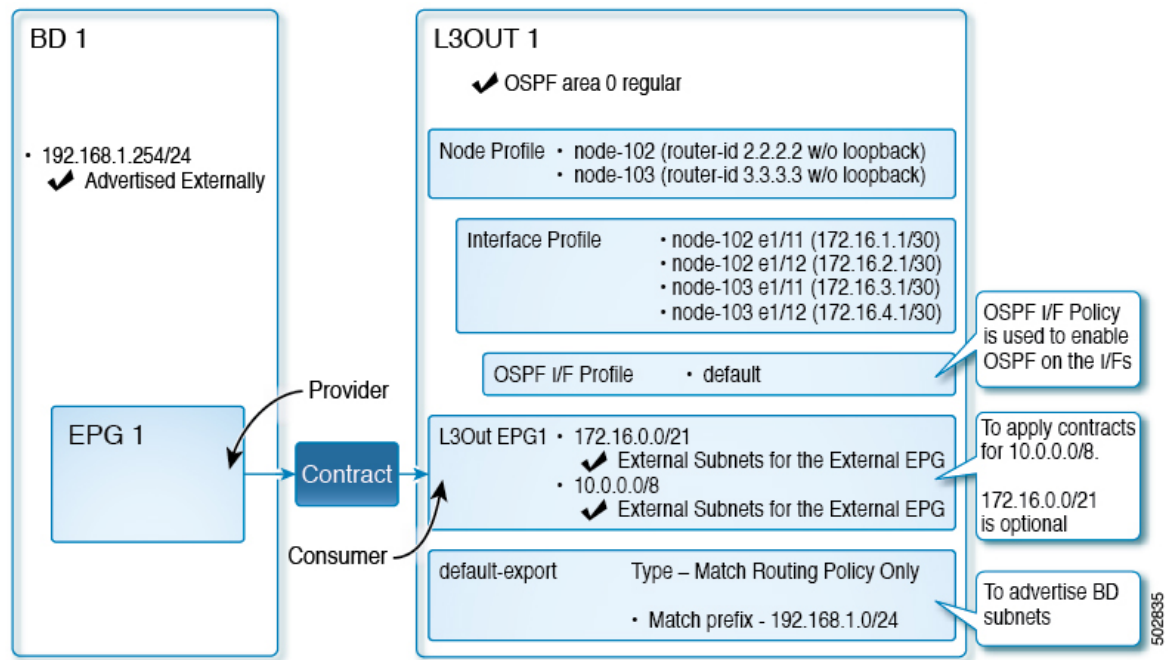 BD 1
• 192.168.1.254/24
✔ Advertised Externally
EPG 1
Provider
Contract
Consumer
L3OUT 1
✔ OSPF area 0 regular
Node Profile • node-102 (router-id 2.2.2.2 w/o loopback)
• node-103 (router-id 3.3.3.3 w/o loopback)
Interface Profile • node-102 e1/11 (172.16.1.1/30)
• node-102 e1/12 (172.16.2.1/30)
• node-103 e1/11 (172.16.3.1/30)
• node-103 e1/12 (172.16.4.1/30)
OSPF I/F Profile • default
OSPF I/F Policy
is used to enable
OSPF on the I/Fs
L3Out EPG1 • 172.16.0.0/21
✔ External Subnets for the External EPG
• 10.0.0.0/8
✔ External Subnets for the External EPG
To apply contracts
for 10.0.0.0/8.
172.16.0.0/21
is optional
default-export Type – Match Routing Policy Only
• Match prefix - 192.168.1.0/24
To advertise BD
subnets
502835